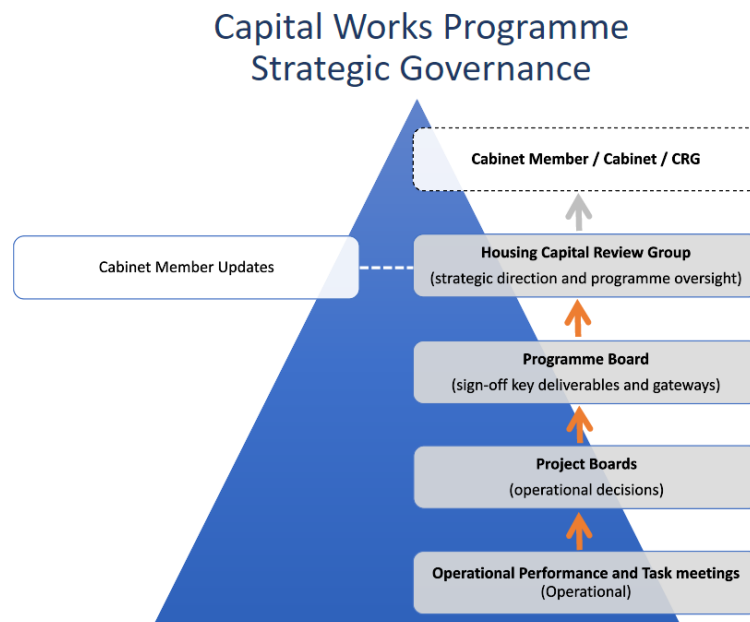 Capital Works Programme
Strategic Governance
Cabinet Member / Cabinet / CRG
Cabinet Member Updates
Housing Capital Review Group
(strategic direction and programme oversight)
Programme Board
(sign-off key deliverables and gateways)
Project Boards
(operational decisions)
Operational Performance and Task meetings
(Operational)